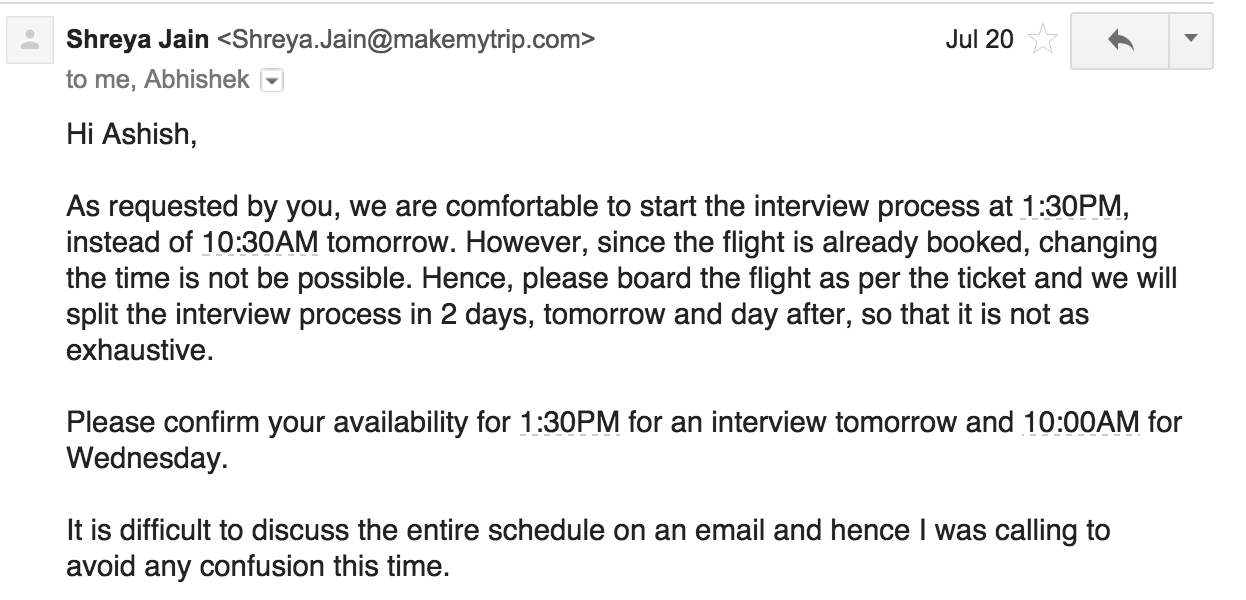 Shreya Jain <Shreya.Jain@makemytrip.com> Jul 20
to me, Abhishek
Hi Ashish,
As requested by you, we are comfortable to start the interview process at 1:30PM,
instead of 10:30AM tomorrow. However, since the flight is already booked, changing
the time is not be possible. Hence, please board the flight as per the ticket and we will
split the interview process in 2 days, tomorrow and day after, so that it is not as
exhaustive.
Please confirm your availability for 1:30PM for an interview tomorrow and 10:00AM for
Wednesday.
It is difficult to discuss the entire schedule on an email and hence I was calling to
avoid any confusion this time.